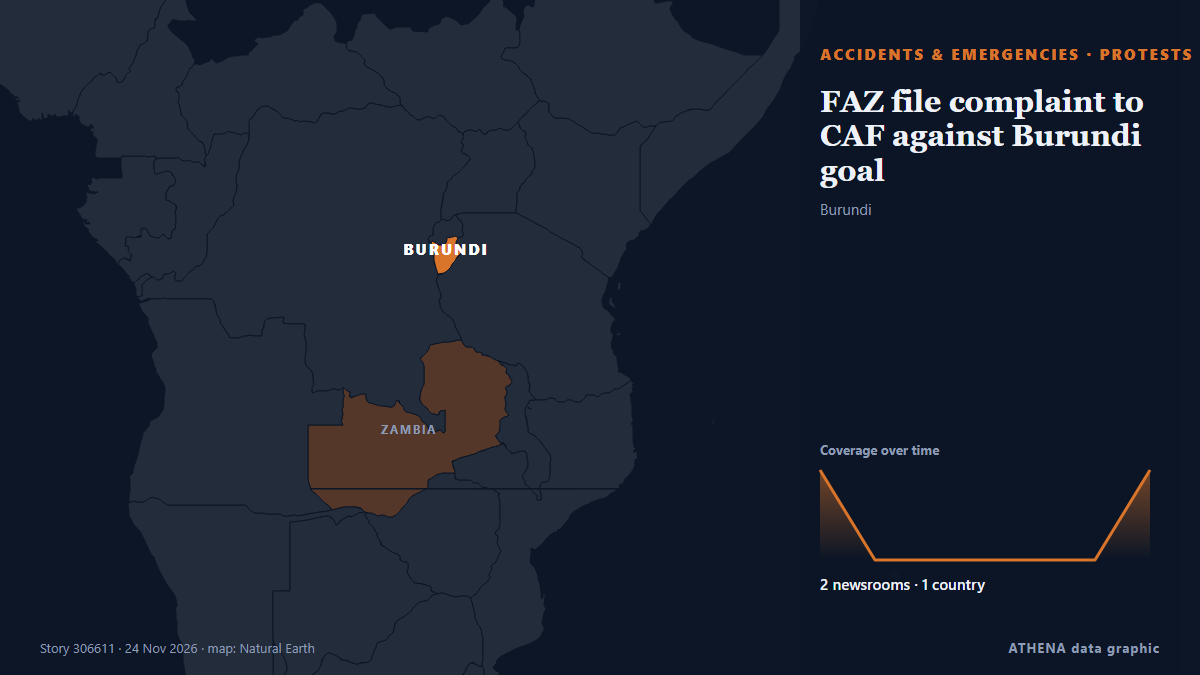 ACCIDENTS & EMERGENCIES · PROTESTS
FAZ file complaint to
CAF against Burundi
goal
Burundi
BURUNDI
ZAMBIA
Coverage over time
2 newsrooms · 1 country
Story 306611 · 24 Nov 2026 · map: Natural Earth
ATHENA data graphic